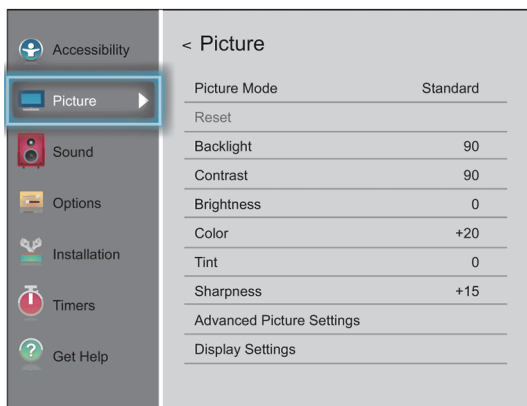 Accessibility
Picture
Sound
Options
Installation
Timers
Get Help
< Picture
Picture Mode Standard
Reset
Backlight 90
Contrast 90
Brightness 0
Color +20
Tint 0
Sharpness +15
Advanced Picture Settings
Display Settings